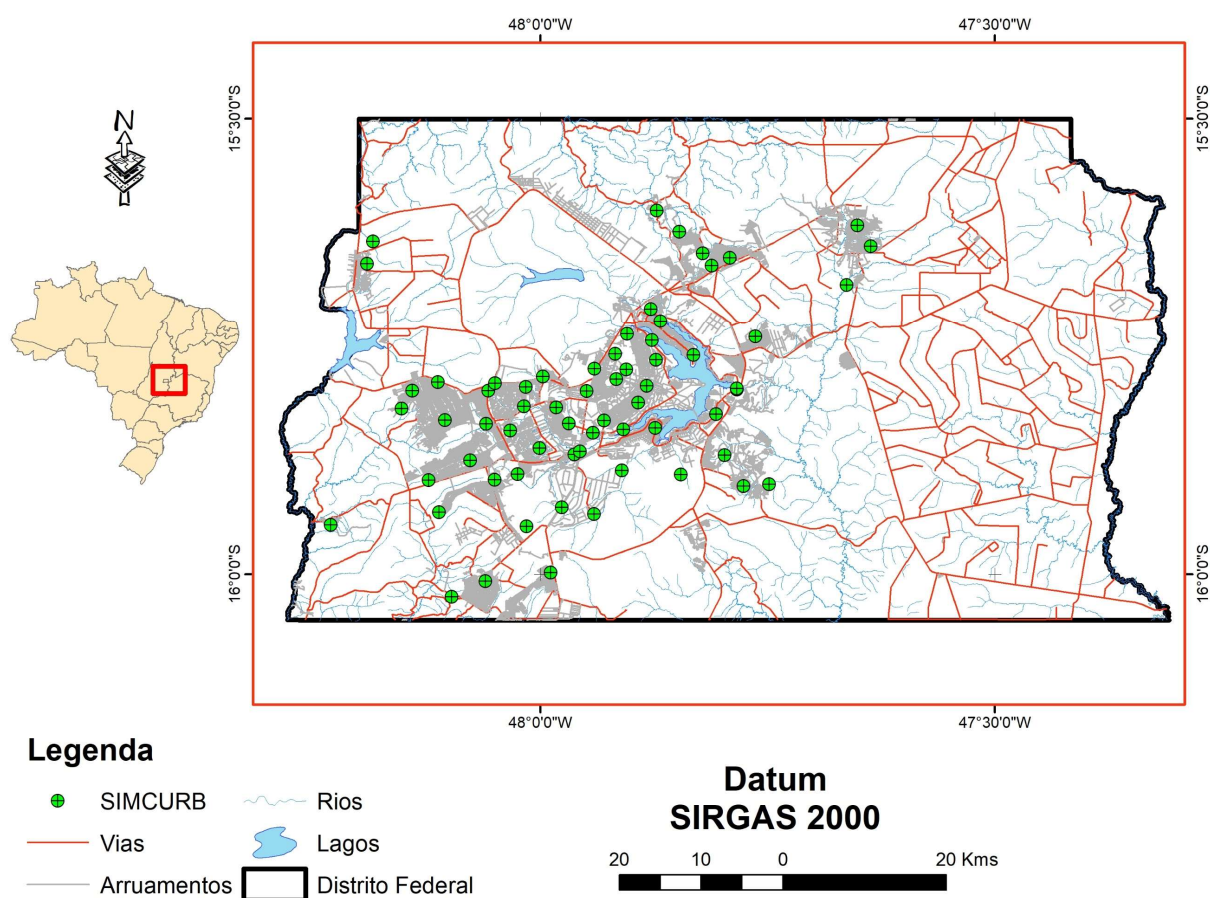 48°0'0"W 47°30'0"W
15°30'0"S 15°30'0"S
N
16°0'0"S 16°0'0"S
48°0'0"W 47°30'0"W
Legenda
SIMCURB
Rios
Vias
Lagos
Arruamentos
Distrito Federal
Datum
SIRGAS 2000
20 10 0 20 Kms